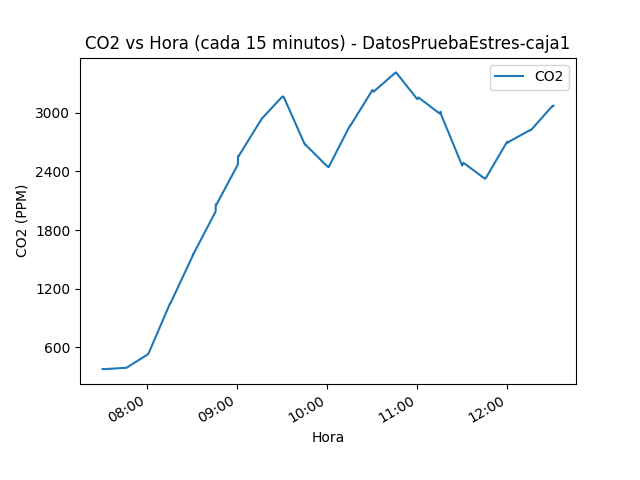 CO2 vs Hora (cada 15 minutos) - DatosPruebaEstres-caja1
CO2
3000
2400
1800
1200
600
CO2 (PPM)
08:00
09:00
10:00
11:00
12:00
Hora